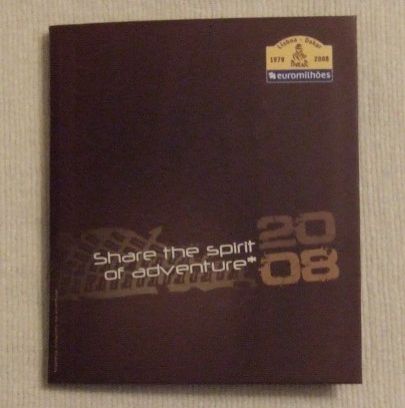 Lisboa - Dakar
1979 2008
DAKAR
euromilhões
Share the spirit
of adventure*
20
08